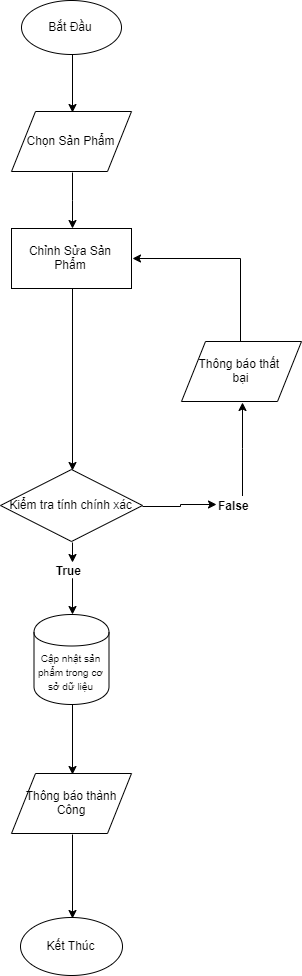 Bắt Đầu
Chọn Sản Phẩm
Chỉnh Sửa Sản
Phẩm
Thông báo thất
bại
Kiểm tra tính chính xác
False
True
Cập nhật sản
phẩm trong cơ
sở dữ liệu
Thông báo thành
Công
Kết Thúc